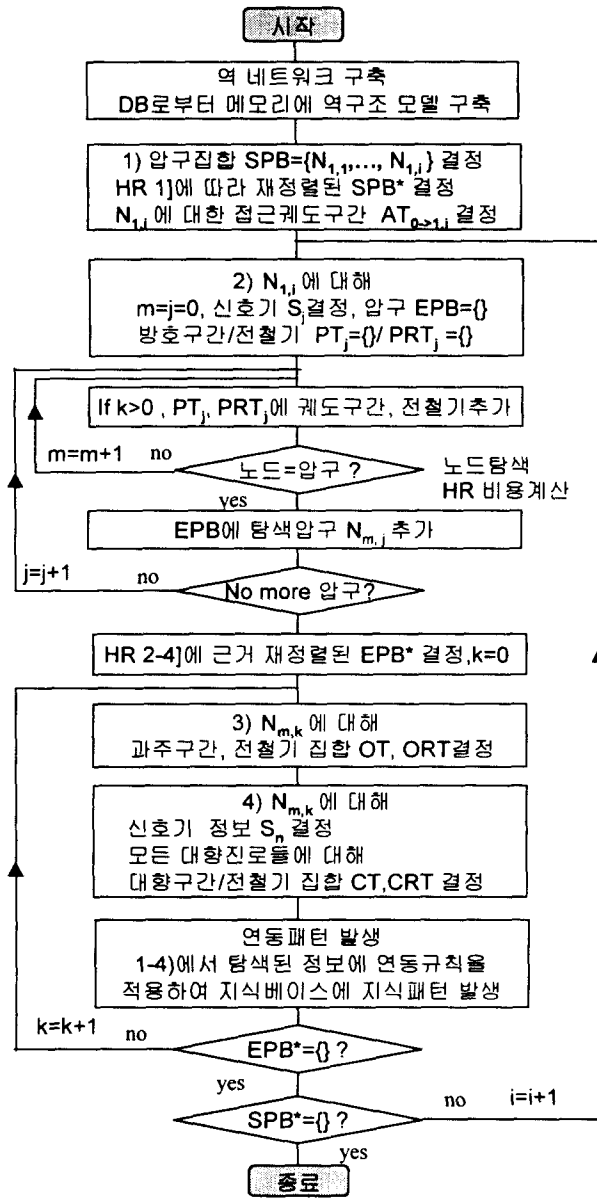 시작
역 네트워크 구축
DB로부터 메모리에 역구조 모델 구축
1) 압구집합 SPB={N1,1,..., N1,i} 결정
HR 1]에 따라 재정렬된 SPB* 결정
N1,i 에 대한 접근궤도구간 AT0->1,i 결정
2) N1,i 에 대해
m=j=0, 신호기 Sj결정, 압구 EPB={}
방호구간/전철기 PTj={}/ PRTj ={}
If k>0 , PTj, PRTj에 궤도구간, 전철기추가
m=m+1 no
노드=압구 ?
노드탐색
HR 비용계산
yes
EPB에 탐색압구 Nm, j 추가
j=j+1 no
No more 압구?
HR 2-4]에 근거 재정렬된 EPB* 결정,k=0
3) Nm,k 에 대해
과주구간, 전철기 집합 OT, ORT결정
4) Nm,k 에 대해
신호기 정보 Sn 결정
모든 대향진로들에 대해
대향구간/전철기 집합 CT,CRT 결정
연동패턴 발생
1-4)에서 탐색된 정보에 연동규칙을
적용하여 지식베이스에 지식패턴 발생
k=k+1 no
EPB*={} ?
yes
SPB*={} ?
no i=i+1
yes
종료